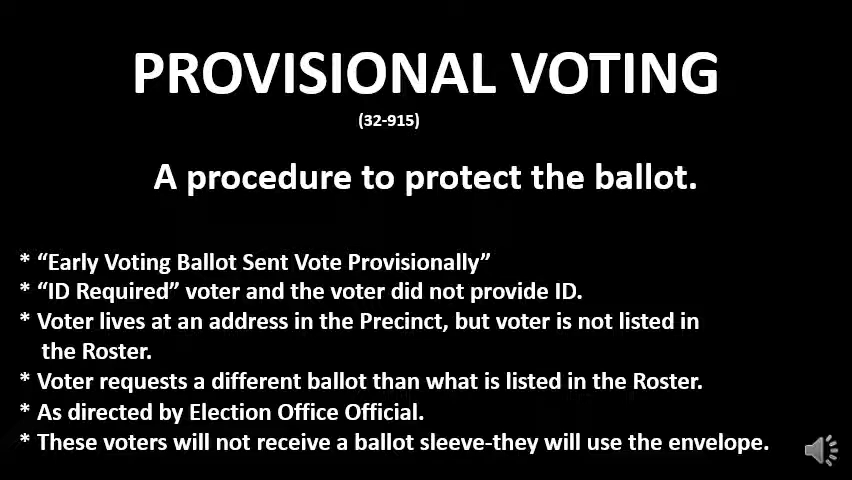 PROVISIONAL VOTING
(32-915)
A procedure to protect the ballot.
* “Early Voting Ballot Sent Vote Provisionally”
* “ID Required” voter and the voter did not provide ID.
* Voter lives at an address in the Precinct, but voter is not listed in
the Roster.
* Voter requests a different ballot than what is listed in the Roster.
* As directed by Election Office Official.
* These voters will not receive a ballot sleeve-they will use the envelope.